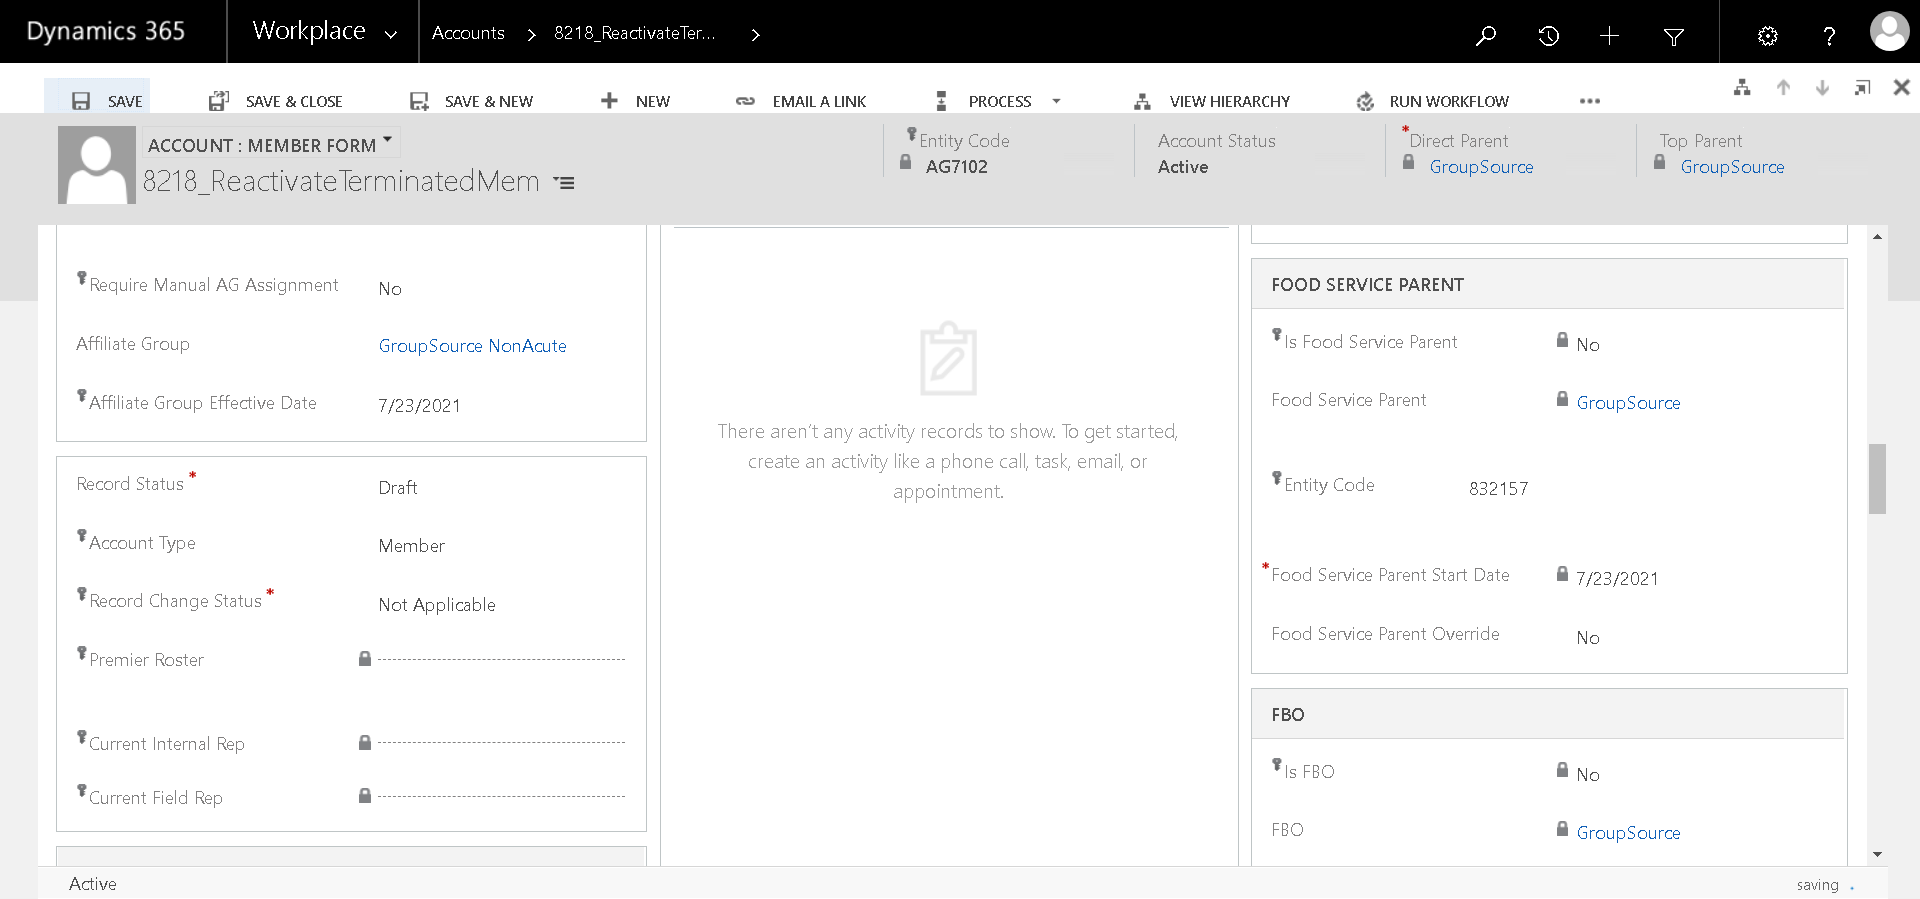 Dynamics 365
Workplace
Accounts
8218_ReactivateTer...
SAVE
SAVE & CLOSE
SAVE & NEW
NEW
EMAIL A LINK
PROCESS
VIEW HIERARCHY
RUN WORKFLOW
ACCOUNT : MEMBER FORM
8218_ReactivateTerminatedMem
Entity Code
AG7102
Account Status
Active
* Direct Parent
GroupSource
Top Parent
GroupSource
Require Manual AG Assignment No
Affiliate Group GroupSource NonAcute
Affiliate Group Effective Date 7/23/2021
Record Status * Draft
Account Type Member
Record Change Status * Not Applicable
Premier Roster
Current Internal Rep
Current Field Rep
There aren't any activity records to show. To get started,
create an activity like a phone call, task, email, or
appointment.
FOOD SERVICE PARENT
Is Food Service Parent No
Food Service Parent GroupSource
Entity Code 832157
* Food Service Parent Start Date 7/23/2021
Food Service Parent Override No
FBO
Is FBO No
FBO GroupSource
Active
saving